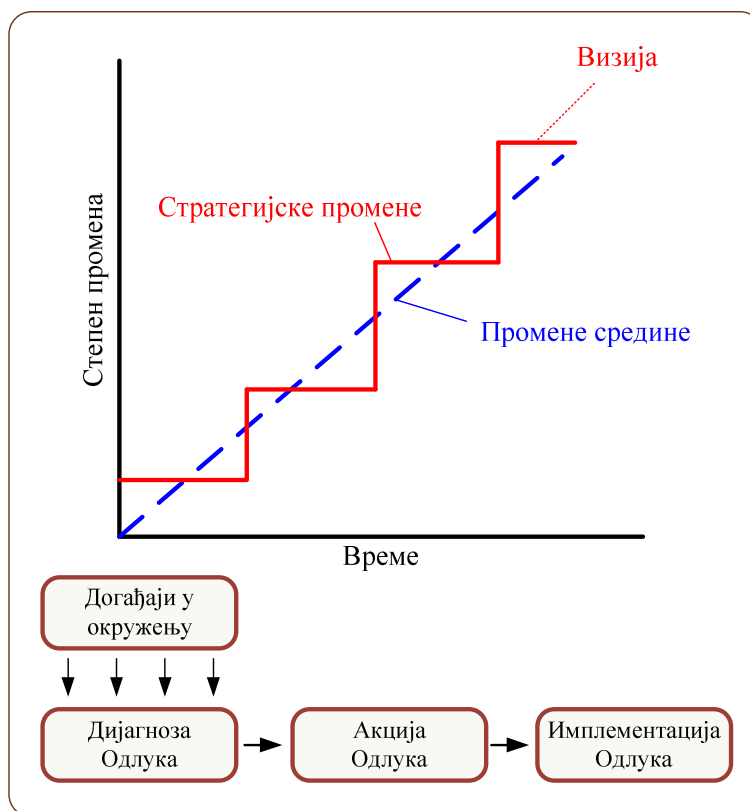 Визија
Стратегијске промене
Степен промена
Промене средине
Време
Догађаји у
окружењу
Дијагноза
Одлука
Акција
Одлука
Имплементација
Одлука